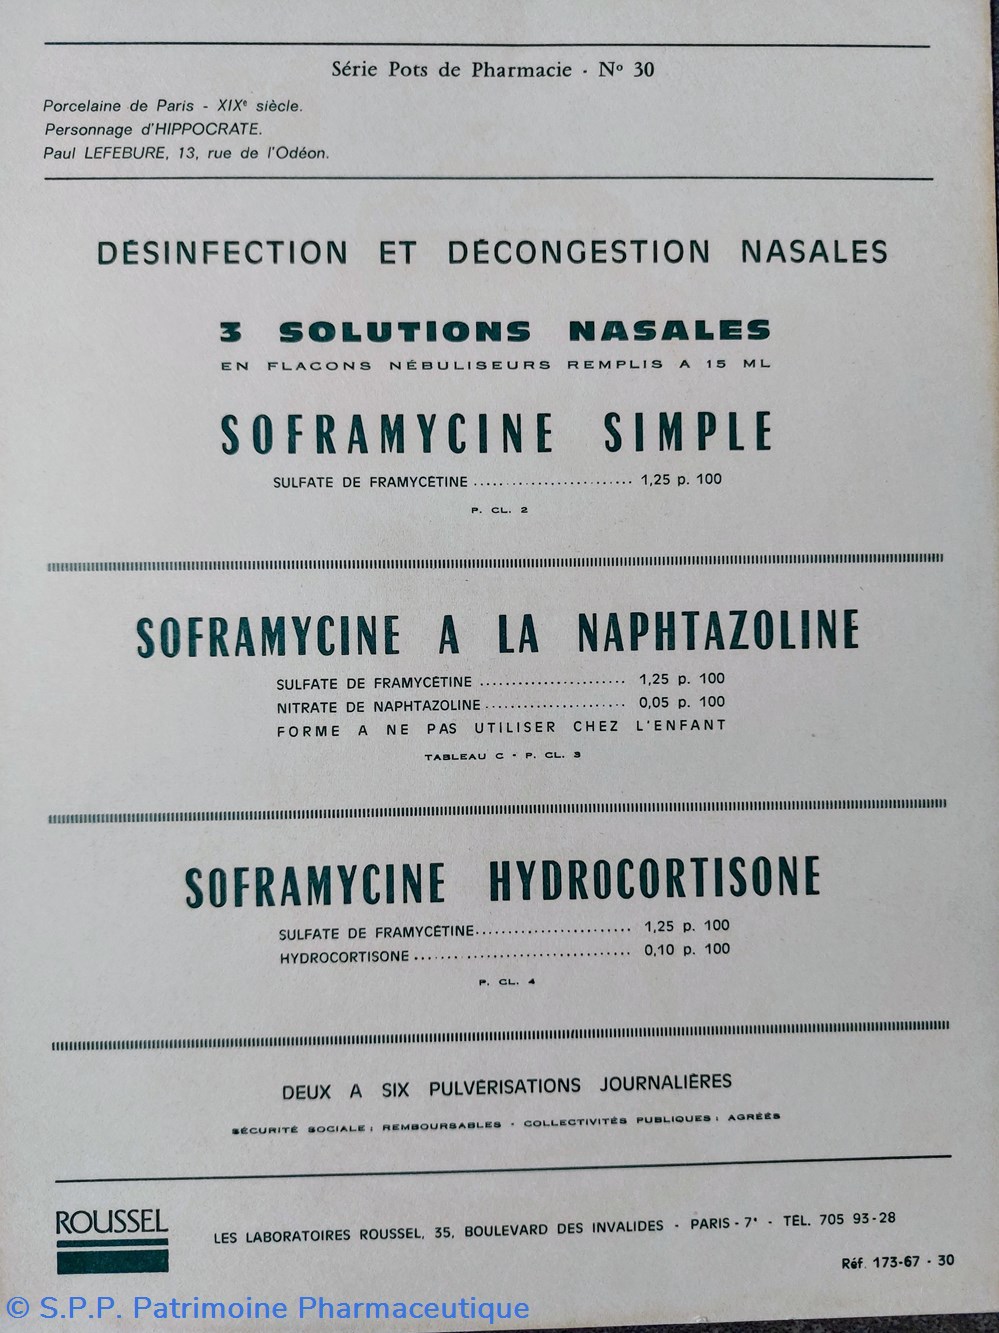 Série Pots de Pharmacie - Nº 30
Porcelaine de Paris - XIXᵉ siècle.
Personnage d'HIPPOCRATE.
Paul LEFEBURE, 13, rue de l'Odéon.
DÉSINFECTION ET DÉCONGESTION NASALES
3 SOLUTIONS NASALES
EN FLACONS NÉBULISEURS REMPLIS A 15 ML
SOFRAMYCINE SIMPLE
SULFATE DE FRAMYCÉTINE ........................ 1,25 p. 100
P. CL. 2
SOFRAMYCINE A LA NAPHTAZOLINE
SULFATE DE FRAMYCÉTINE ...................... 1,25 p. 100
NITRATE DE NAPHTAZOLINE ...................... 0,05 p. 100
FORME A NE PAS UTILISER CHEZ L'ENFANT
TABLEAU C - P. CL. 3
SOFRAMYCINE HYDROCORTISONE
SULFATE DE FRAMYCÉTINE........................ 1,25 p. 100
HYDROCORTISONE ................................. 0,10 p. 100
P. CL. 4
DEUX A SIX PULVÉRISATIONS JOURNALIÈRES
SÉCURITÉ SOCIALE : REMBOURSABLES - COLLECTIVITÉS PUBLIQUES : AGRÉÉS
ROUSSEL
LES LABORATOIRES ROUSSEL, 35, BOULEVARD DES INVALIDES - PARIS - 7ᵉ - TÉL. 705 93-28
Réf. 173-67 - 30
© S.P.P. Patrimoine Pharmaceutique